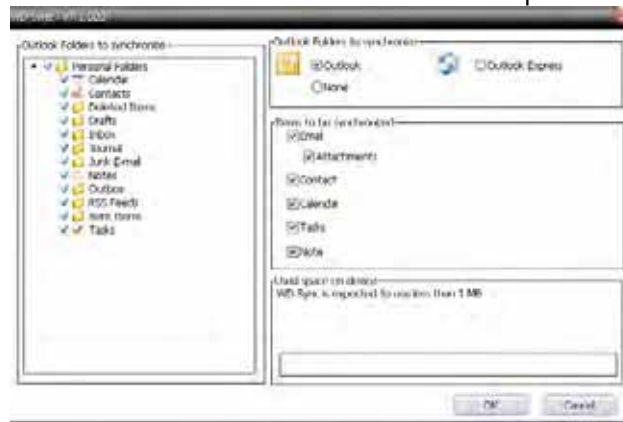 WD Sync - V
Outlook Folders to synchronize
Personal Folders
Calendar
Contacts
Deleted Items
Drafts
Inbox
Journal
Junk E-mail
Notes
Outbox
RSS Feeds
Sent Items
Tasks
Outlook Folders to synchronize
Outlook
Outlook Express
None
Items to be synchronized
Email
Attachments
Contact
Calendar
Tasks
Note
Used space on device
WD Sync is expected to use less than 1 MB
OK
Cancel